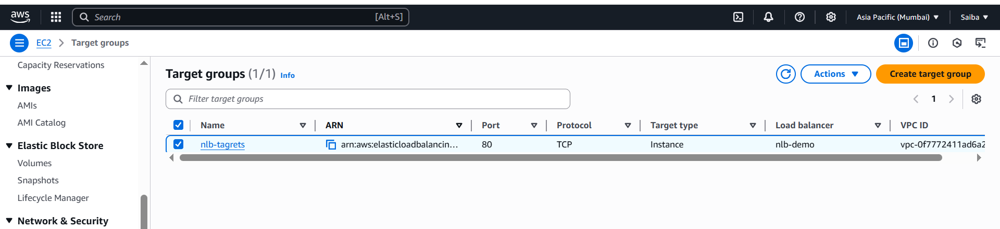 aws Search [Alt+S] Asia Pacific (Mumbai) Saiba
EC2 Target groups
Capacity Reservations
Images
AMIs
AMI Catalog
Elastic Block Store
Volumes
Snapshots
Lifecycle Manager
Network & Security
Target groups (1/1) Info Actions Create target group
Filter target groups 1
Name ARN Port Protocol Target type Load balancer VPC ID
nlb-tagrets arn:aws:elasticloadbalancin... 80 TCP Instance nlb-demo vpc-0f7772411ad6a2